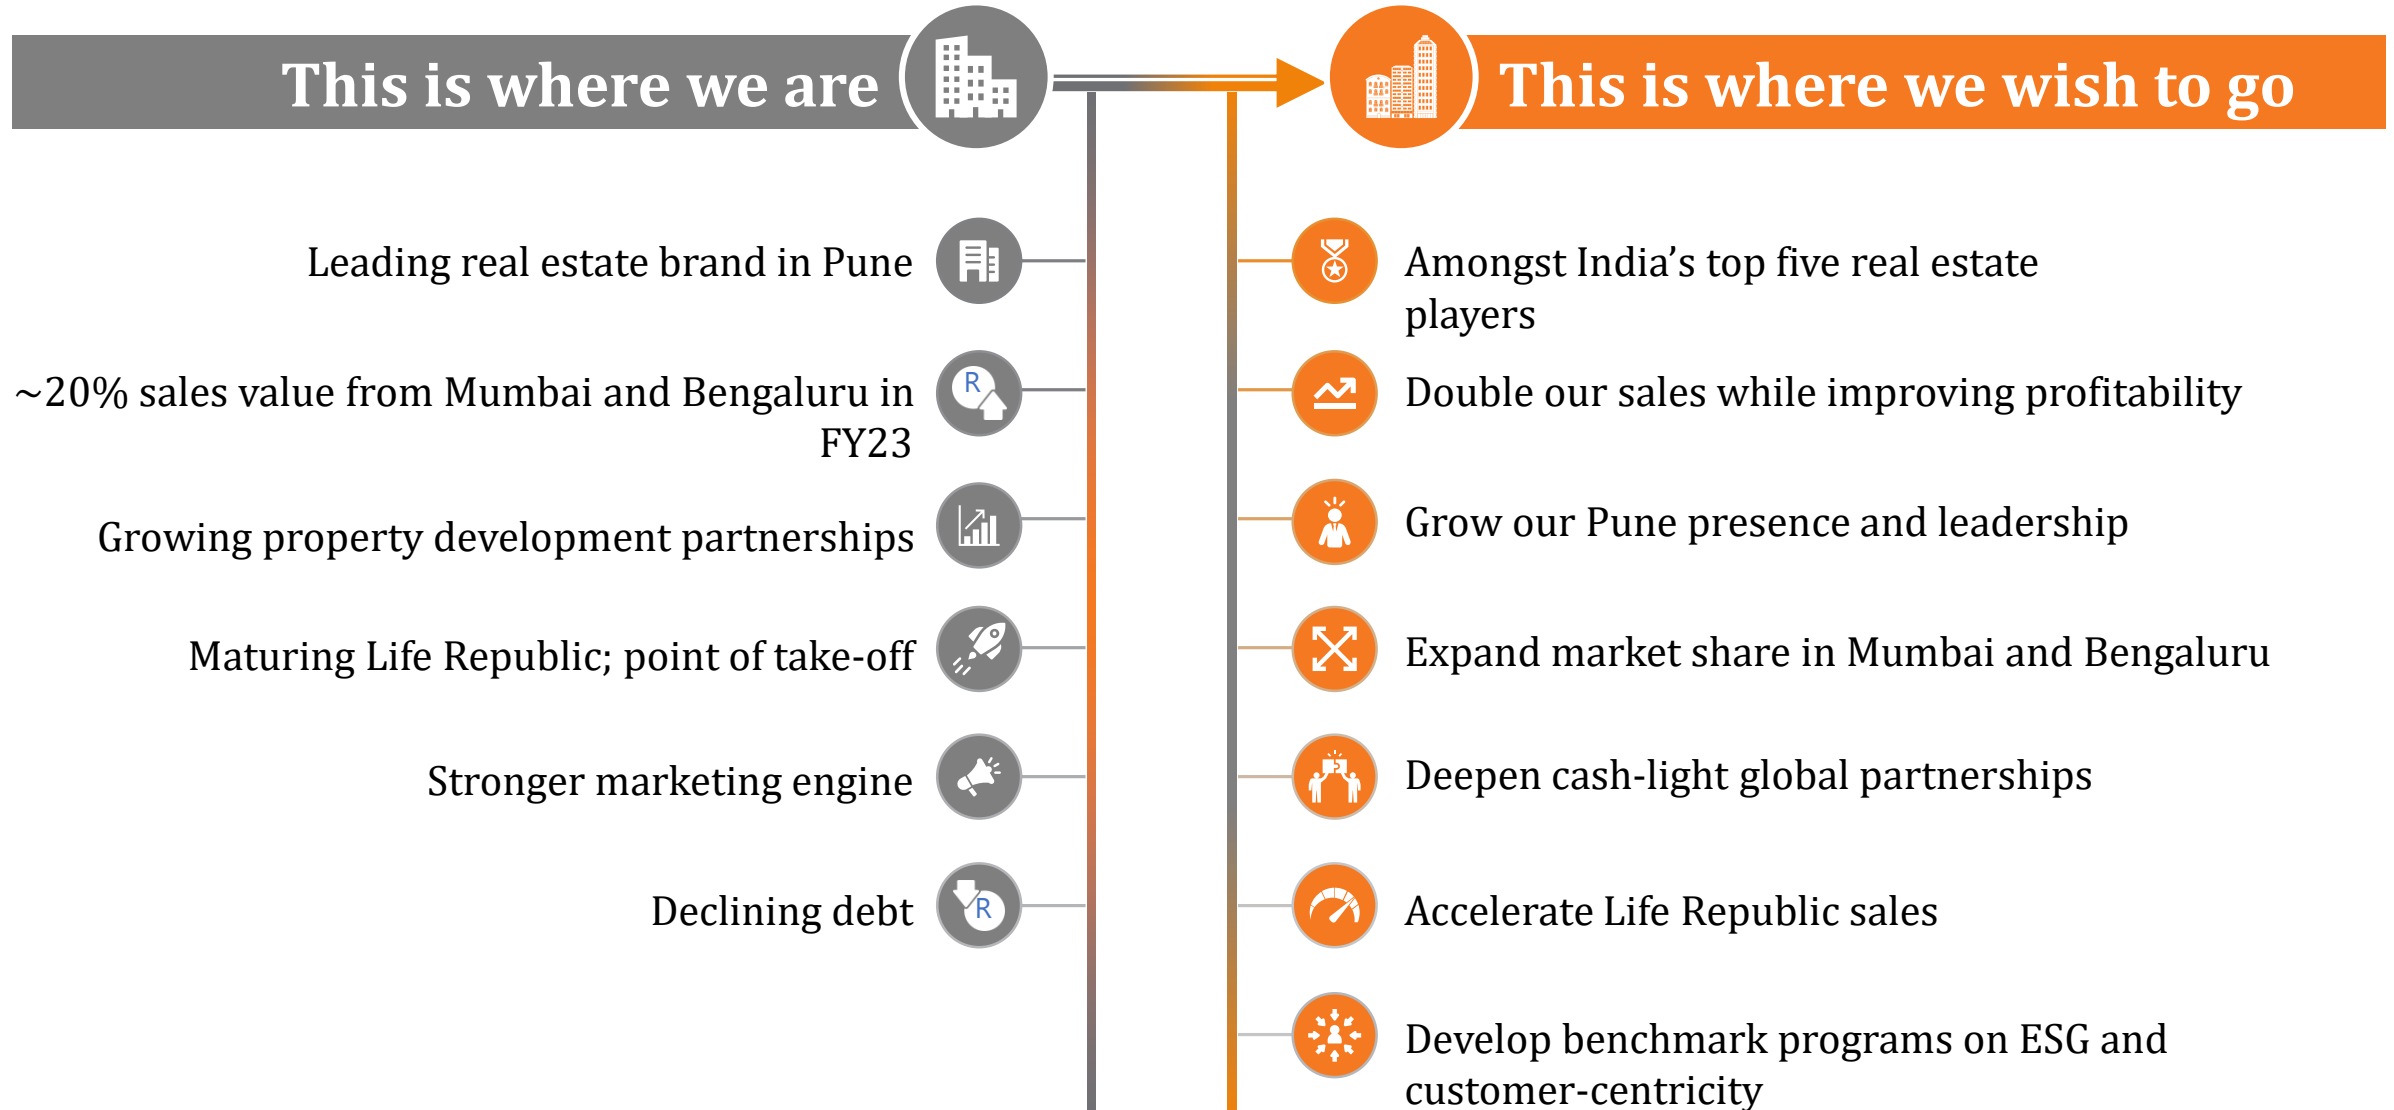 This is where we are
This is where we wish to go
Leading real estate brand in Pune
~20% sales value from Mumbai and Bengaluru in
FY23
R
Growing property development partnerships
Maturing Life Republic; point of take-off
Stronger marketing engine
Declining debt
R
Amongst India’s top five real estate
players
Double our sales while improving profitability
Grow our Pune presence and leadership
Expand market share in Mumbai and Bengaluru
Deepen cash-light global partnerships
Accelerate Life Republic sales
Develop benchmark programs on ESG and
customer-centricity